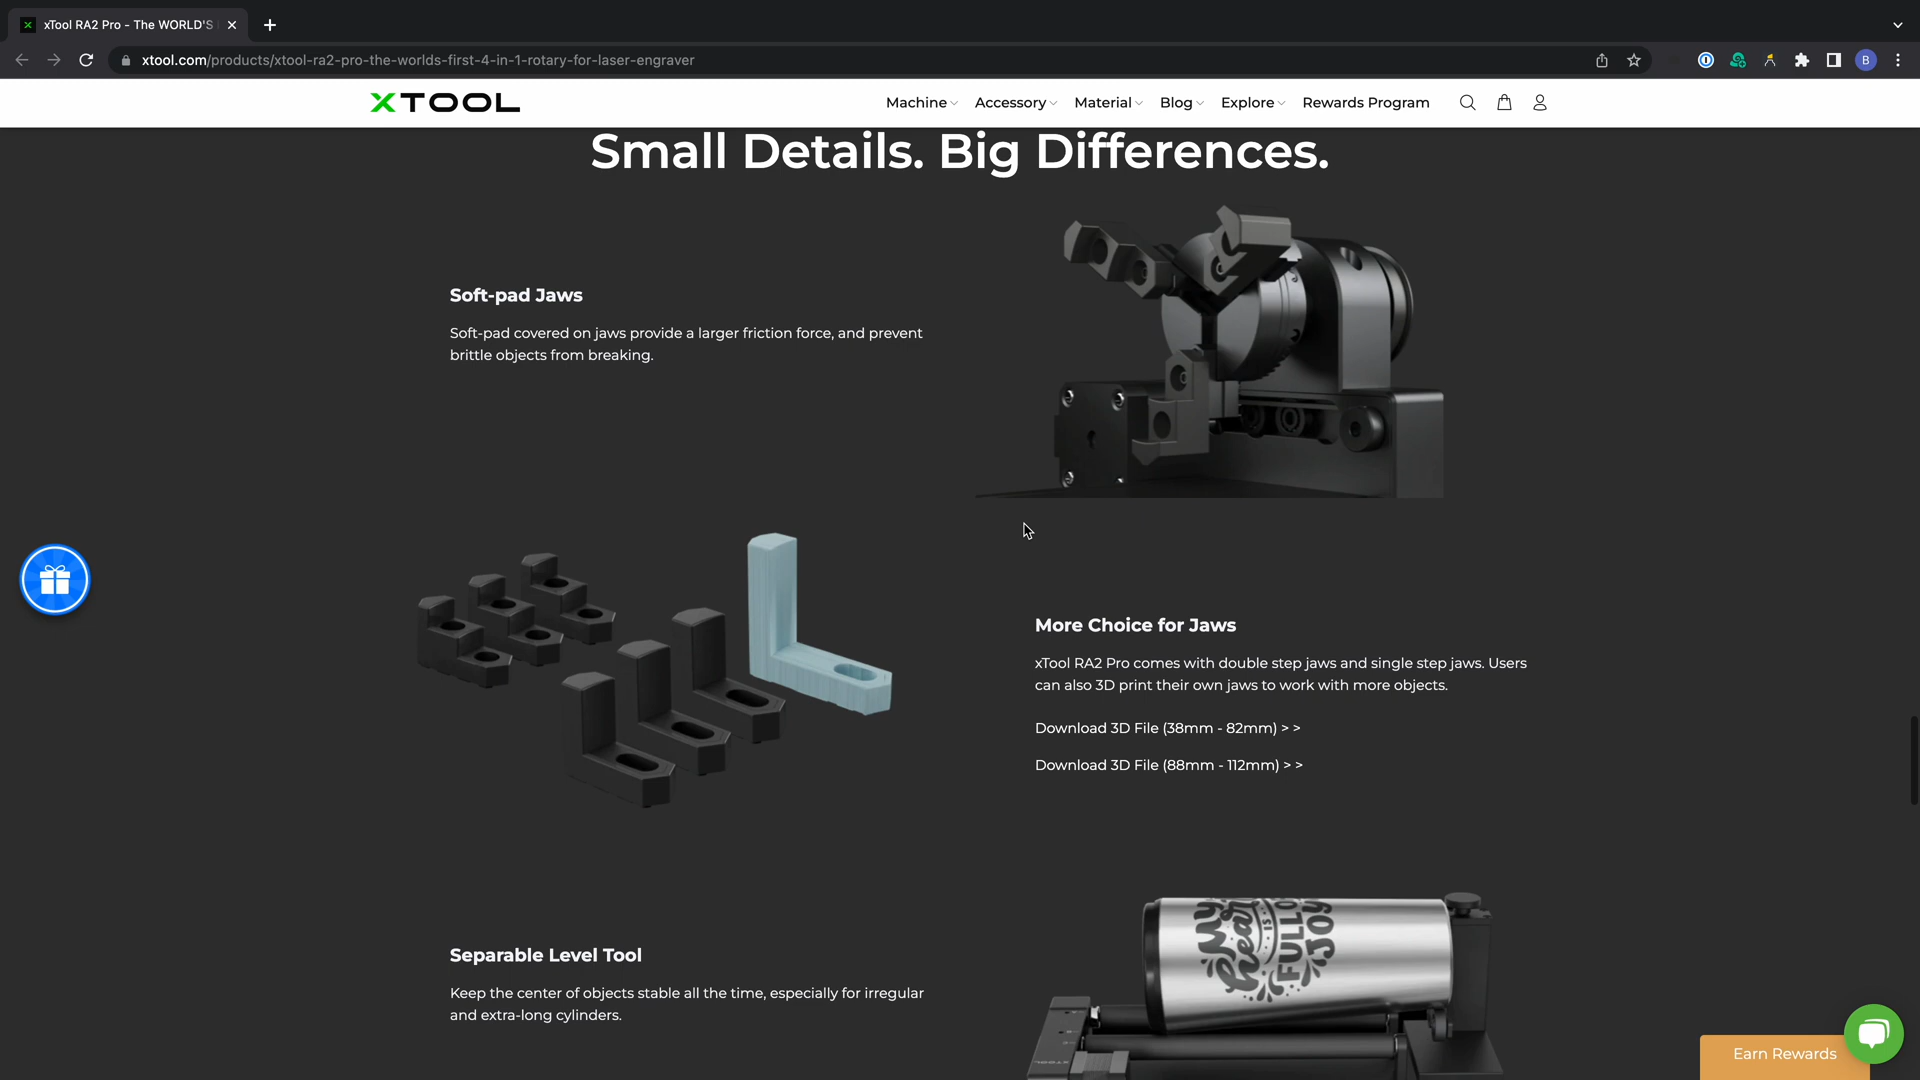 xTool RA2 Pro - The WORLD'S
xtool.com/products/xtool-ra2-pro-the-worlds-first-4-in-1-rotary-for-laser-engraver
B
XTOOL
Machine Accessory Material Blog Explore Rewards Program
Small Details. Big Differences.
Soft-pad Jaws
Soft-pad covered on jaws provide a larger friction force, and prevent
brittle objects from breaking.
More Choice for Jaws
xTool RA2 Pro comes with double step jaws and single step jaws. Users
can also 3D print their own jaws to work with more objects.
Download 3D File (38mm - 82mm) > >
Download 3D File (88mm - 112mm) > >
Separable Level Tool
Keep the center of objects stable all the time, especially for irregular
and extra-long cylinders.
My
heart
IS
FULL
JOY
Earn Rewards